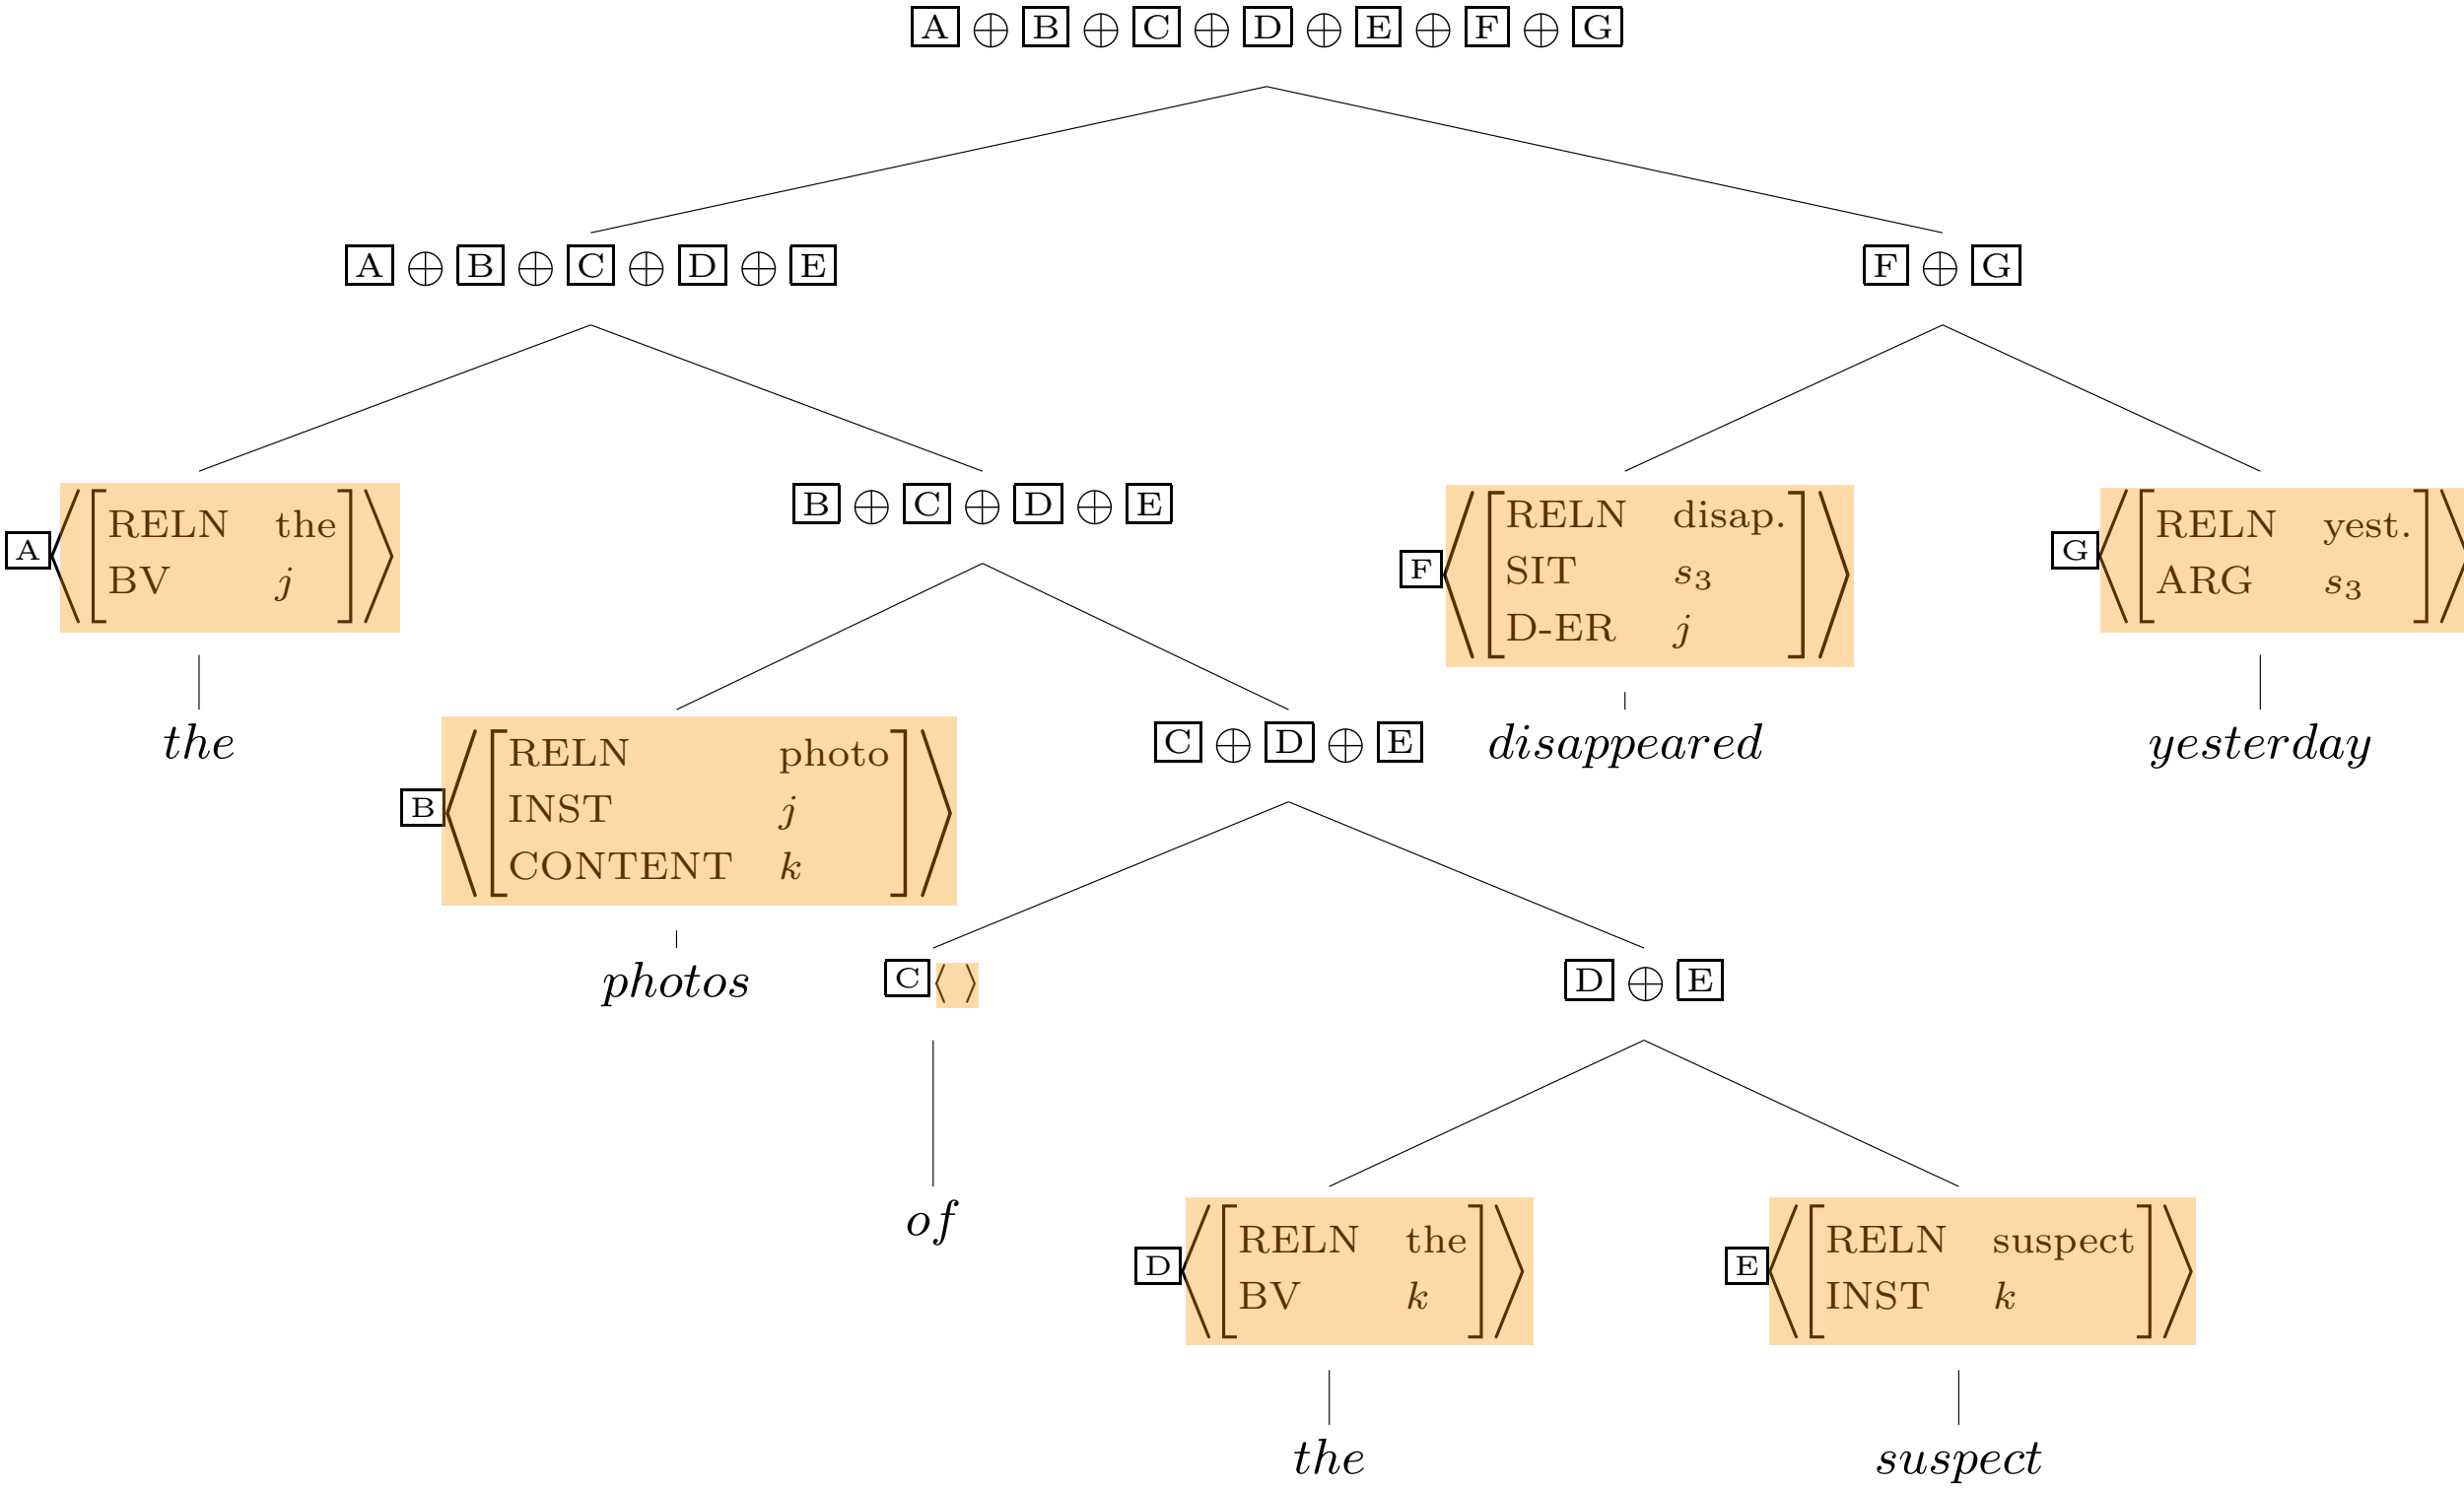 A ⊕ B ⊕ C ⊕ D ⊕ E ⊕ F ⊕ G
A ⊕ B ⊕ C ⊕ D ⊕ E
F ⊕ G
A ⟨[RELN the
BV j]⟩
the
B ⊕ C ⊕ D ⊕ E
B ⟨[RELN photo
INST j
CONTENT k]⟩
photos
C ⊕ D ⊕ E
C ⟨ ⟩
of
D ⊕ E
D ⟨[RELN the
BV k]⟩
the
E ⟨[RELN suspect
INST k]⟩
suspect
F ⟨[RELN disap.
SIT s₃
D-ER j]⟩
disappeared
G ⟨[RELN yest.
ARG s₃]⟩
yesterday